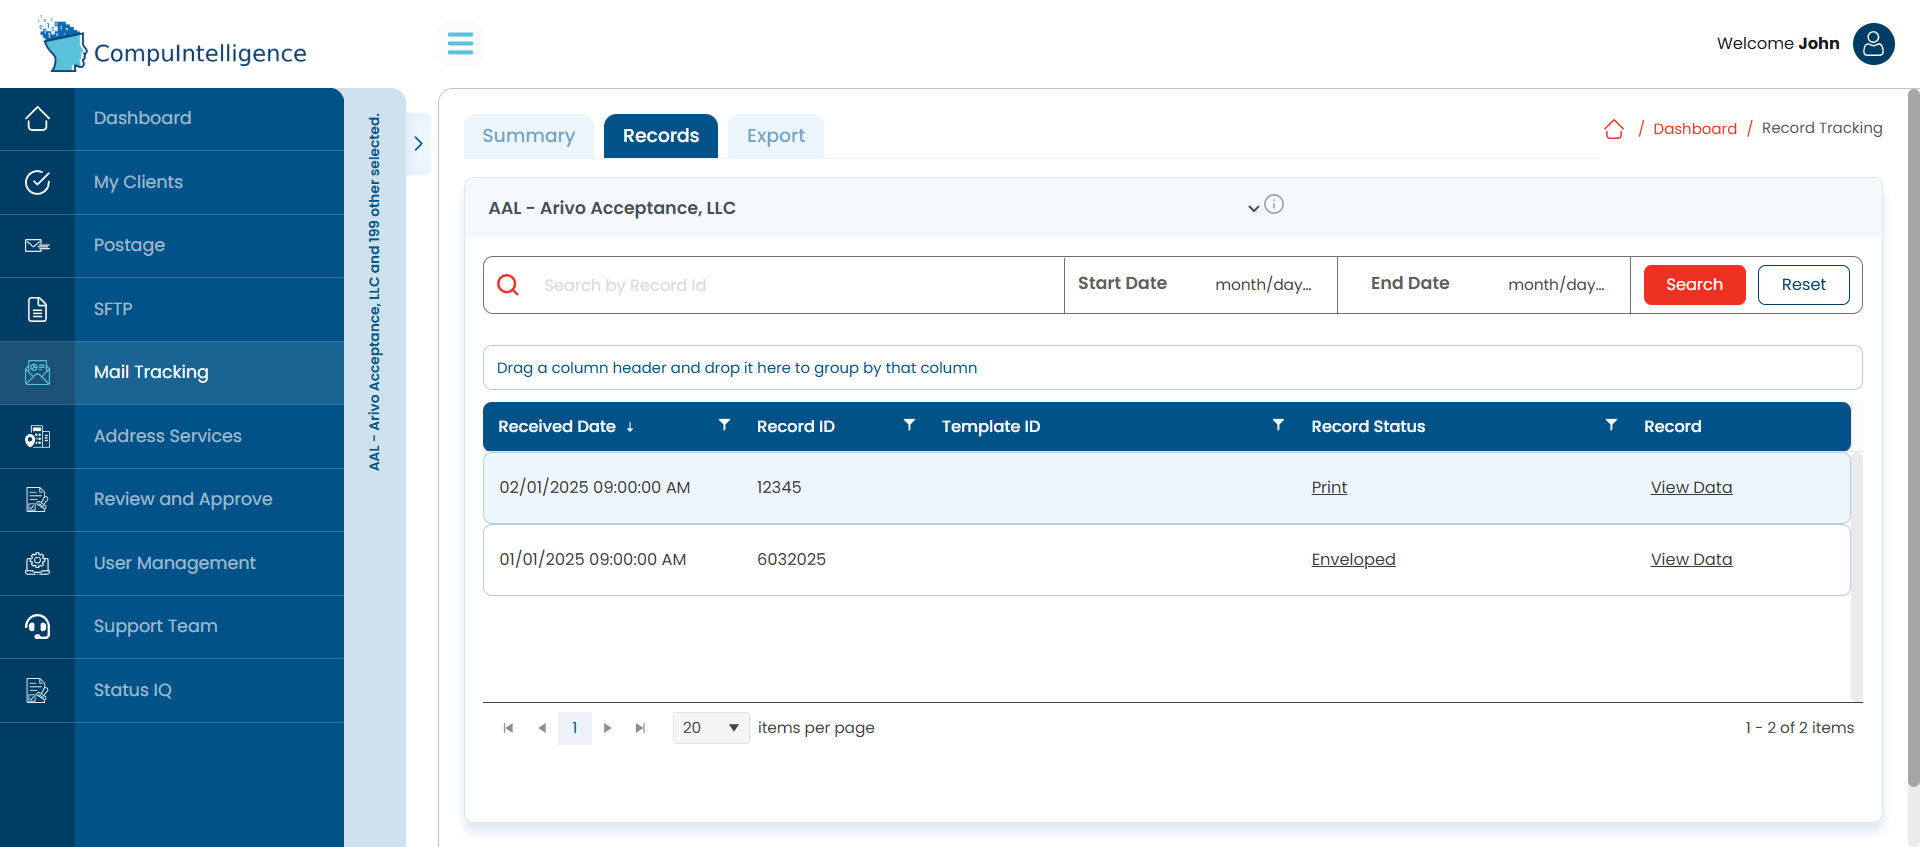 CompuIntelligence
Welcome John
Dashboard
My Clients
Postage
SFTP
Mail Tracking
Address Services
Review and Approve
User Management
Support Team
Status IQ
AAL - Arivo Acceptance, LLC and 199 other selected.
Summary
Records
Export
/ Dashboard / Record Tracking
AAL - Arivo Acceptance, LLC
Search by Record Id
Start Date month/day...
End Date month/day...
Search
Reset
Drag a column header and drop it here to group by that column
Received Date ↓ Record ID Template ID Record Status Record
02/01/2025 09:00:00 AM 12345 Print View Data
01/01/2025 09:00:00 AM 6032025 Enveloped View Data
1 20 items per page 1 - 2 of 2 items